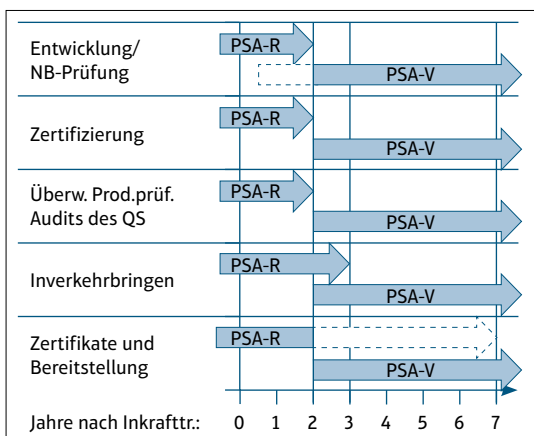 Entwicklung/
NB-Prüfung
PSA-R
PSA-V
Zertifizierung
PSA-R
PSA-V
Überw. Prod.prüf.
Audits des QS
PSA-R
PSA-V
Inverkehrbringen
PSA-R
PSA-V
Zertifikate und
Bereitstellung
PSA-R
PSA-V
Jahre nach Inkrafttr.: 0 1 2 3 4 5 6 7